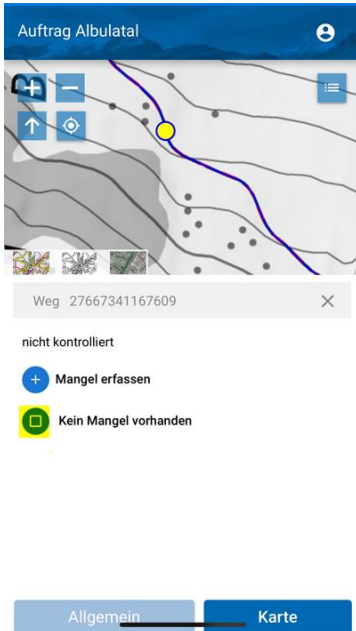 Auftrag Albulatal
B
Weg 27667341167609
nicht kontrolliert
Mangel erfassen
Kein Mangel vorhanden
Allgemein
Karte